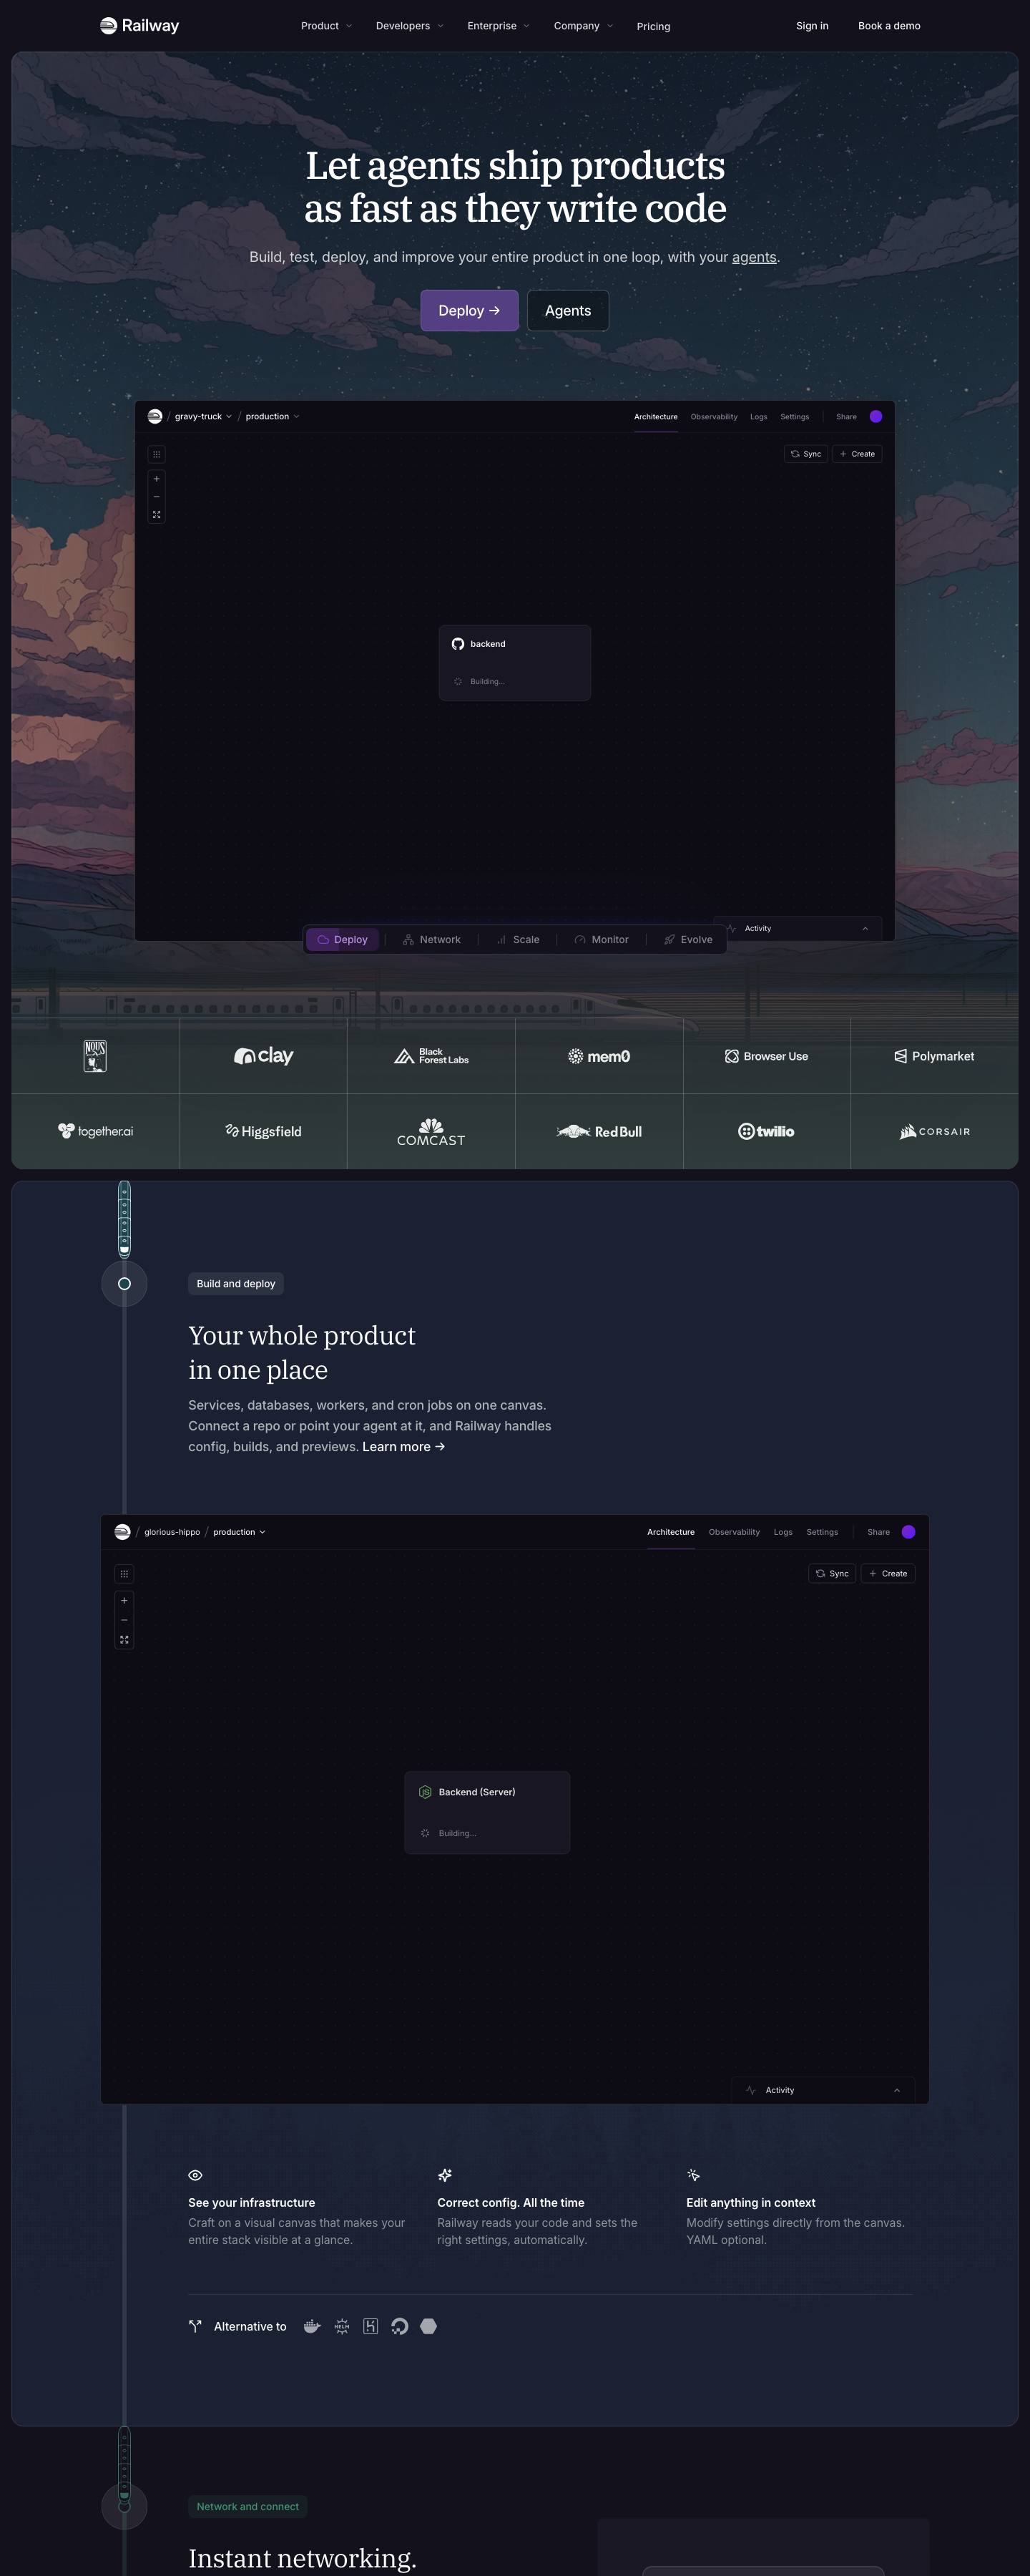 Railway
Product
Developers
Enterprise
Company
Pricing
Sign in
Book a demo
Let agents ship products
as fast as they write code
Build, test, deploy, and improve your entire product in one loop, with your agents.
Deploy →
Agents
/ gravy-truck / production
Architecture
Observability
Logs
Settings
Share
Sync
Create
backend
Building...
Activity
Deploy
Network
Scale
Monitor
Evolve
NOUS
clay
Black
Forest Labs
mem0
Browser Use
Polymarket
together.ai
Higgsfield
COMCAST
Red Bull
twilio
CORSAIR
Build and deploy
Your whole product
in one place
Services, databases, workers, and cron jobs on one canvas.
Connect a repo or point your agent at it, and Railway handles
config, builds, and previews. Learn more →
/ glorious-hippo / production
Architecture
Observability
Logs
Settings
Share
Sync
Create
Backend (Server)
Building...
Activity
See your infrastructure
Craft on a visual canvas that makes your
entire stack visible at a glance.
Correct config. All the time
Railway reads your code and sets the
right settings, automatically.
Edit anything in context
Modify settings directly from the canvas.
YAML optional.
Alternative to
HELM
Network and connect
Instant networking.